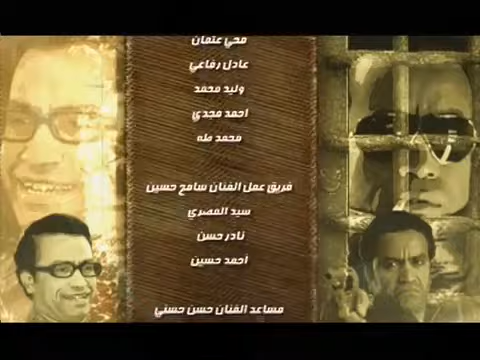 محي عثمان
عادل رفاعي
وليد محمد
احمد مجدي
محمد طه
فريق عمل الفنان سامح حسين
سيد المصري
نادر حسن
أحمد حسين
مساعد الفنان حسن حسني